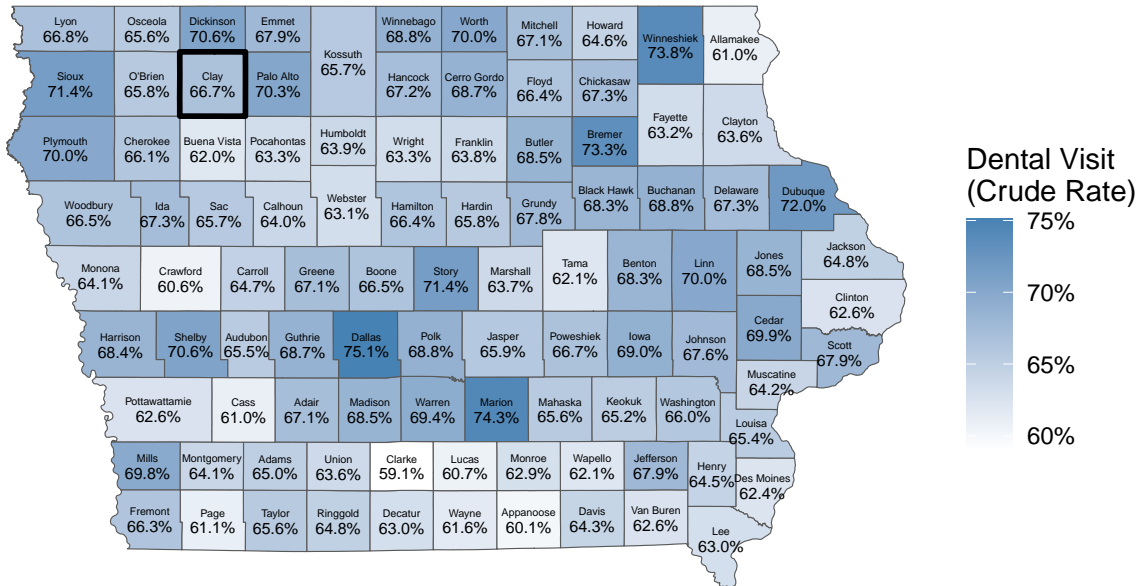 Lyon
66.8%
Osceola
65.6%
Dickinson
70.6%
Emmet
67.9%
Kossuth
65.7%
Winnebago
68.8%
Worth
70.0%
Mitchell
67.1%
Howard
64.6%
Winneshiek
73.8%
Allamakee
61.0%
Sioux
71.4%
O'Brien
65.8%
Clay
66.7%
Palo Alto
70.3%
Hancock
67.2%
Cerro Gordo
68.7%
Floyd
66.4%
Chickasaw
67.3%
Fayette
63.2%
Clayton
63.6%
Plymouth
70.0%
Cherokee
66.1%
Buena Vista
62.0%
Pocahontas
63.3%
Humboldt
63.9%
Wright
63.3%
Franklin
63.8%
Butler
68.5%
Bremer
73.3%
Woodbury
66.5%
Ida
67.3%
Sac
65.7%
Calhoun
64.0%
Webster
63.1%
Hamilton
66.4%
Hardin
65.8%
Grundy
67.8%
Black Hawk
68.3%
Buchanan
68.8%
Delaware
67.3%
Dubuque
72.0%
Monona
64.1%
Crawford
60.6%
Carroll
64.7%
Greene
67.1%
Boone
66.5%
Story
71.4%
Marshall
63.7%
Tama
62.1%
Benton
68.3%
Linn
70.0%
Jones
68.5%
Jackson
64.8%
Clinton
62.6%
Harrison
68.4%
Shelby
70.6%
Audubon
65.5%
Guthrie
68.7%
Dallas
75.1%
Polk
68.8%
Jasper
65.9%
Poweshiek
66.7%
Iowa
69.0%
Johnson
67.6%
Cedar
69.9%
Scott
67.9%
Muscatine
64.2%
Pottawattamie
62.6%
Cass
61.0%
Adair
67.1%
Madison
68.5%
Warren
69.4%
Marion
74.3%
Mahaska
65.6%
Keokuk
65.2%
Washington
66.0%
Louisa
65.4%
Mills
69.8%
Montgomery
64.1%
Adams
65.0%
Union
63.6%
Clarke
59.1%
Lucas
60.7%
Monroe
62.9%
Wapello
62.1%
Jefferson
67.9%
Henry
64.5%
Des Moines
62.4%
Fremont
66.3%
Page
61.1%
Taylor
65.6%
Ringgold
64.8%
Decatur
63.0%
Wayne
61.6%
Appanoose
60.1%
Davis
64.3%
Van Buren
62.6%
Lee
63.0%
Dental Visit
(Crude Rate)
75%
70%
65%
60%